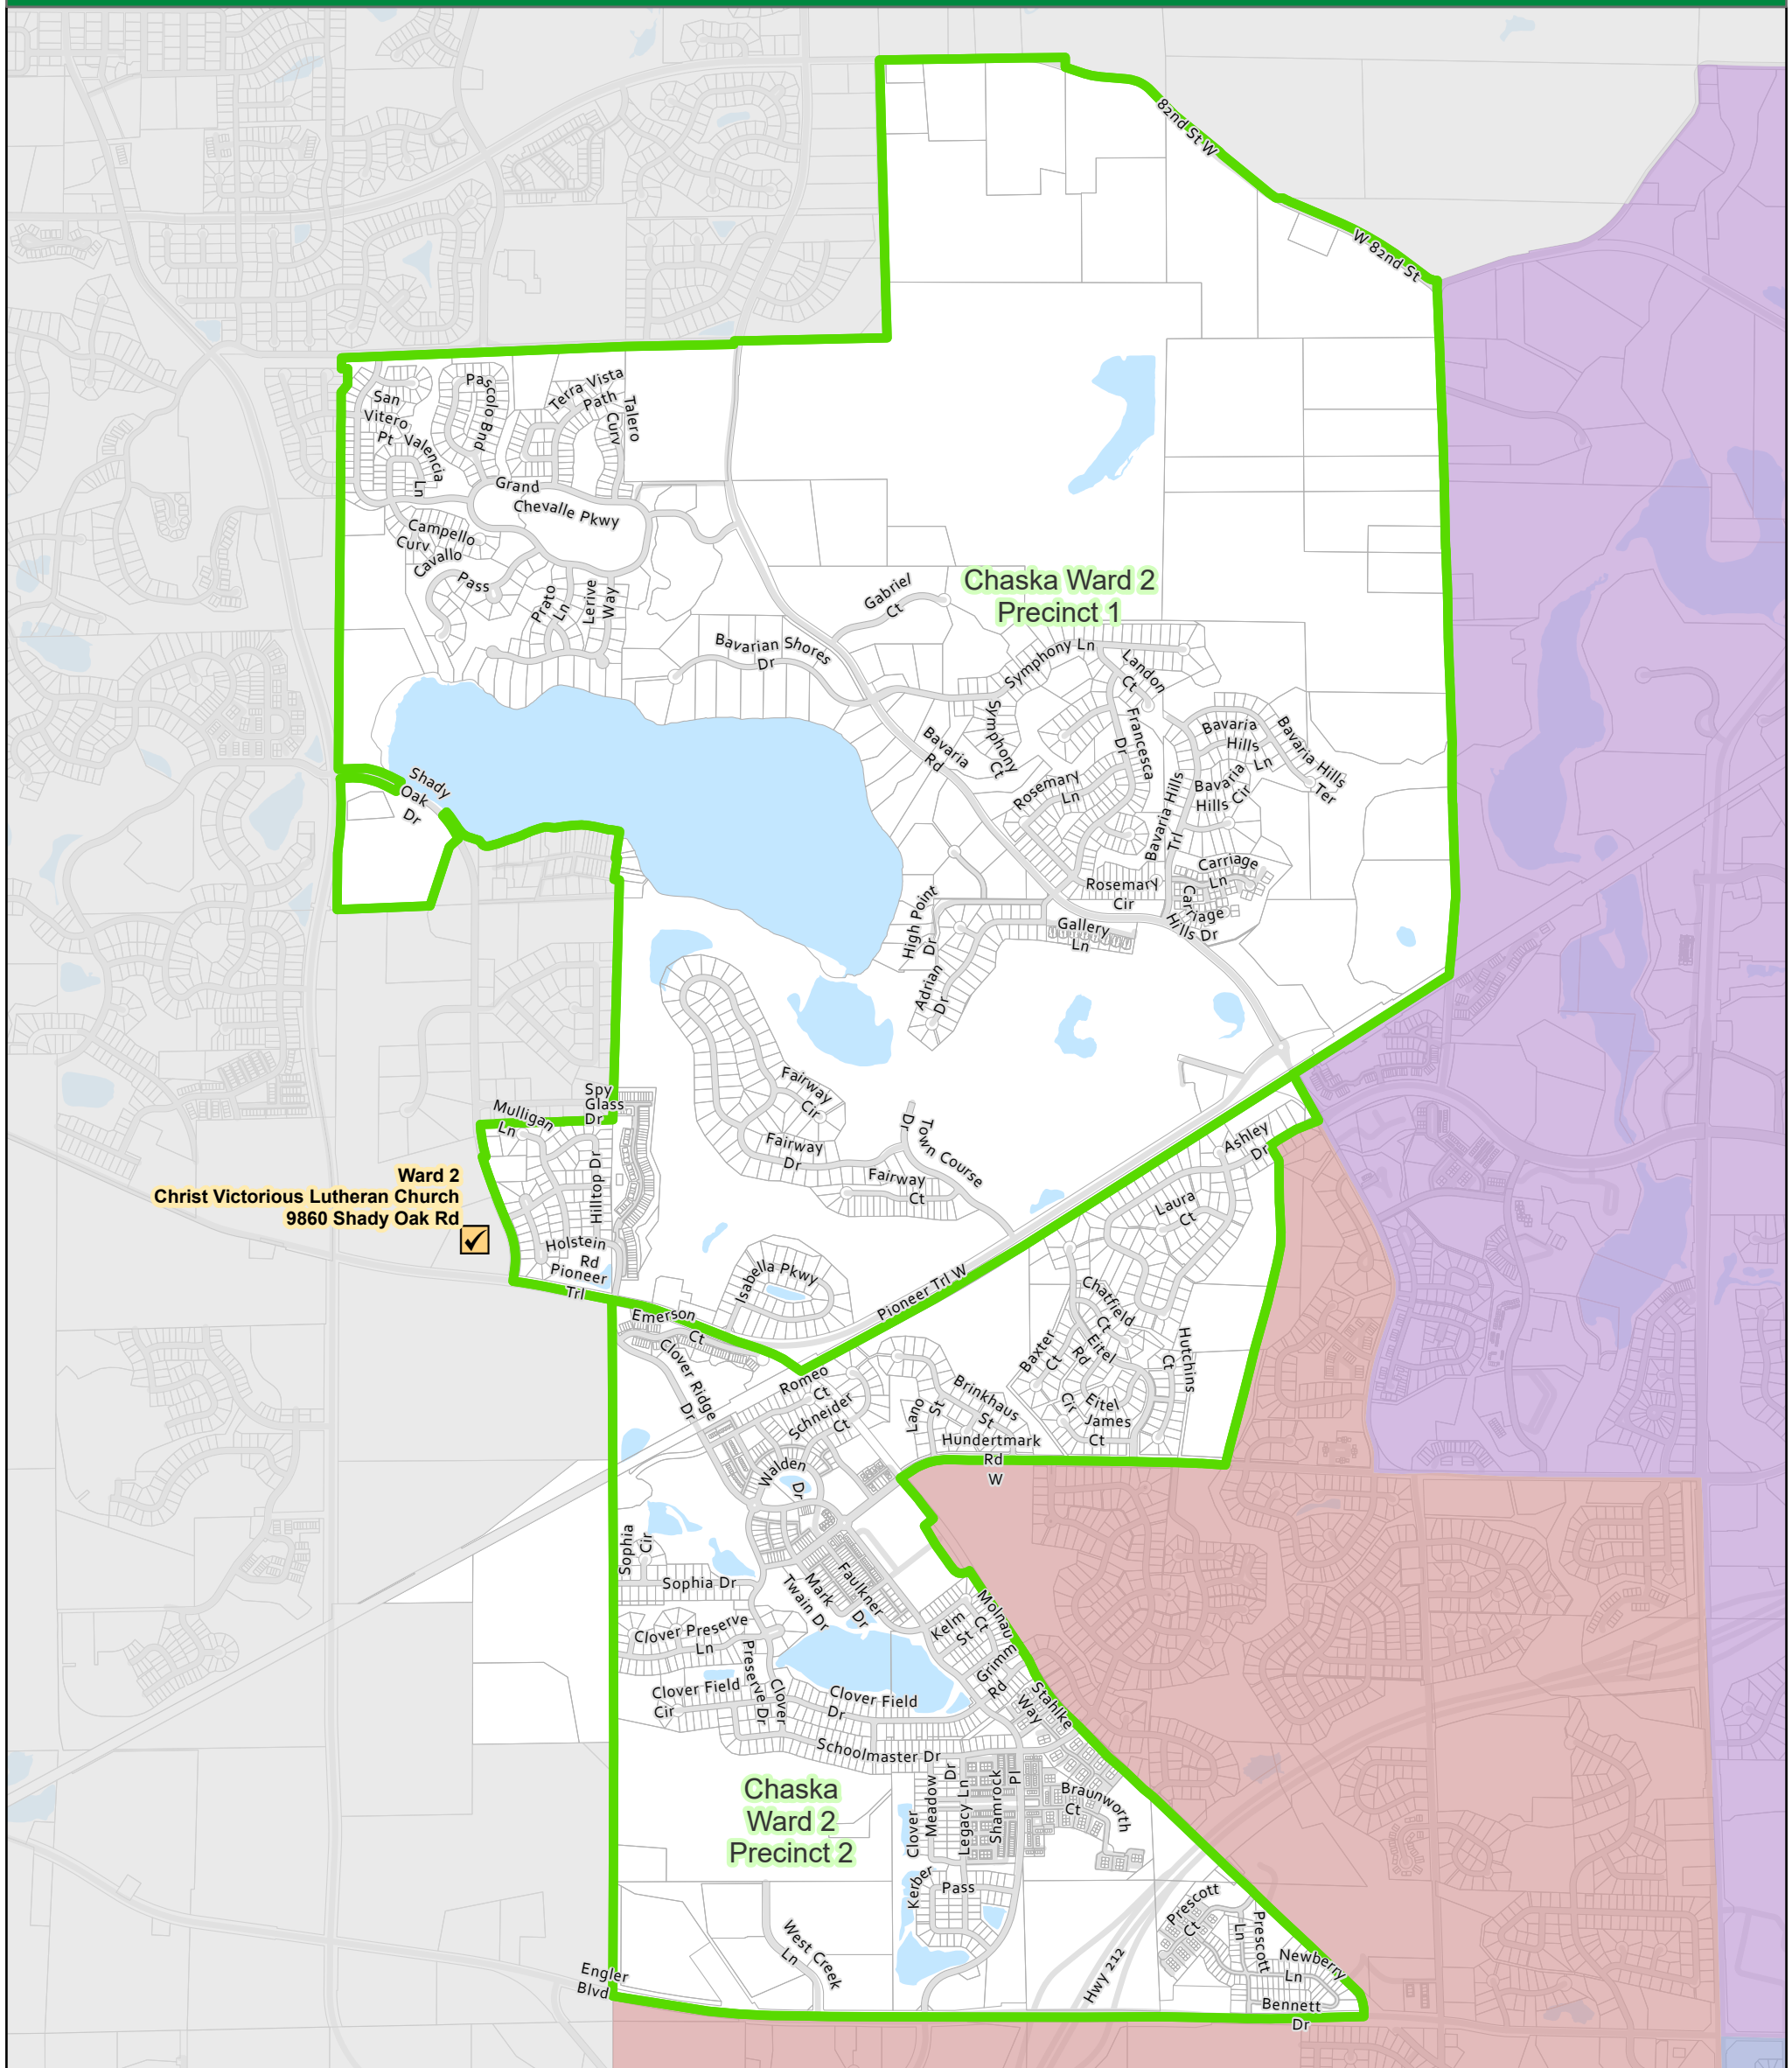 82nd St W
W 82nd St
San
Vitero
Pt
Valencia
Ln
Pascolo Bnd
Terra Vista
Path
Talero
Curv
Grand
Chevalle Pkwy
Campello
Curv
Cavallo
Pass
Prato
Ln
Lerive
Way
Gabriel
Ct
Chaska Ward 2
Precinct 1
Bavarian Shores
Dr
Symphony Ln
Landon
Ct
Symphony
Ct
Francesca
Dr
Bavaria
Rd
Bavaria
Hills
Ln
Bavaria Hills
Ter
Bavaria
Hills Cir
Bavaria Hills
Trl
Rosemary
Ln
Shady
Oak
Dr
Carriage
Ln
Rosemary
Cir
Carriage
Hills Dr
High Point
Dr
Gallery
Ln
Adrian
Dr
Fairway
Cir
Spy
Glass
Dr
Mulligan
Ln
Town Course
Dr
Fairway
Dr
Fairway
Ct
Ashley
Dr
Ward 2
Christ Victorious Lutheran Church
9860 Shady Oak Rd
Hilltop Dr
Laura
Ct
Holstein
Rd
Pioneer
Trl
Isabella Pkwy
Pioneer Trl W
Emerson
Ct
Chatfield
Ct
Clover Ridge
Dr
Baxter
Ct
Eitel
Rd
Hutchins
Ct
Romeo
Ct
Schneider
Ct
Brinkhaus
St
Lano
St
Eitel
Cir
James
Ct
Hundertmark
Rd
W
Walden
Dr
Sophia
Cir
Sophia Dr
Mark
Twain Dr
Faulkner
Dr
Molnau
Ct
Kelm
St
Clover Preserve
Ln
Grimm
Rd
Clover
Preserve Dr
Clover Field
Cir
Clover Field
Dr
Stahlke
Way
Schoolmaster Dr
Chaska
Ward 2
Precinct 2
Clover
Meadow
Dr
Legacy Ln
Shamrock
Pl
Braunworth
Ct
Kerber
Pass
Prescott
Ct
Prescott
Ln
West Creek
Ln
Newberry
Ln
Hwy 212
Engler
Blvd
Bennett
Dr